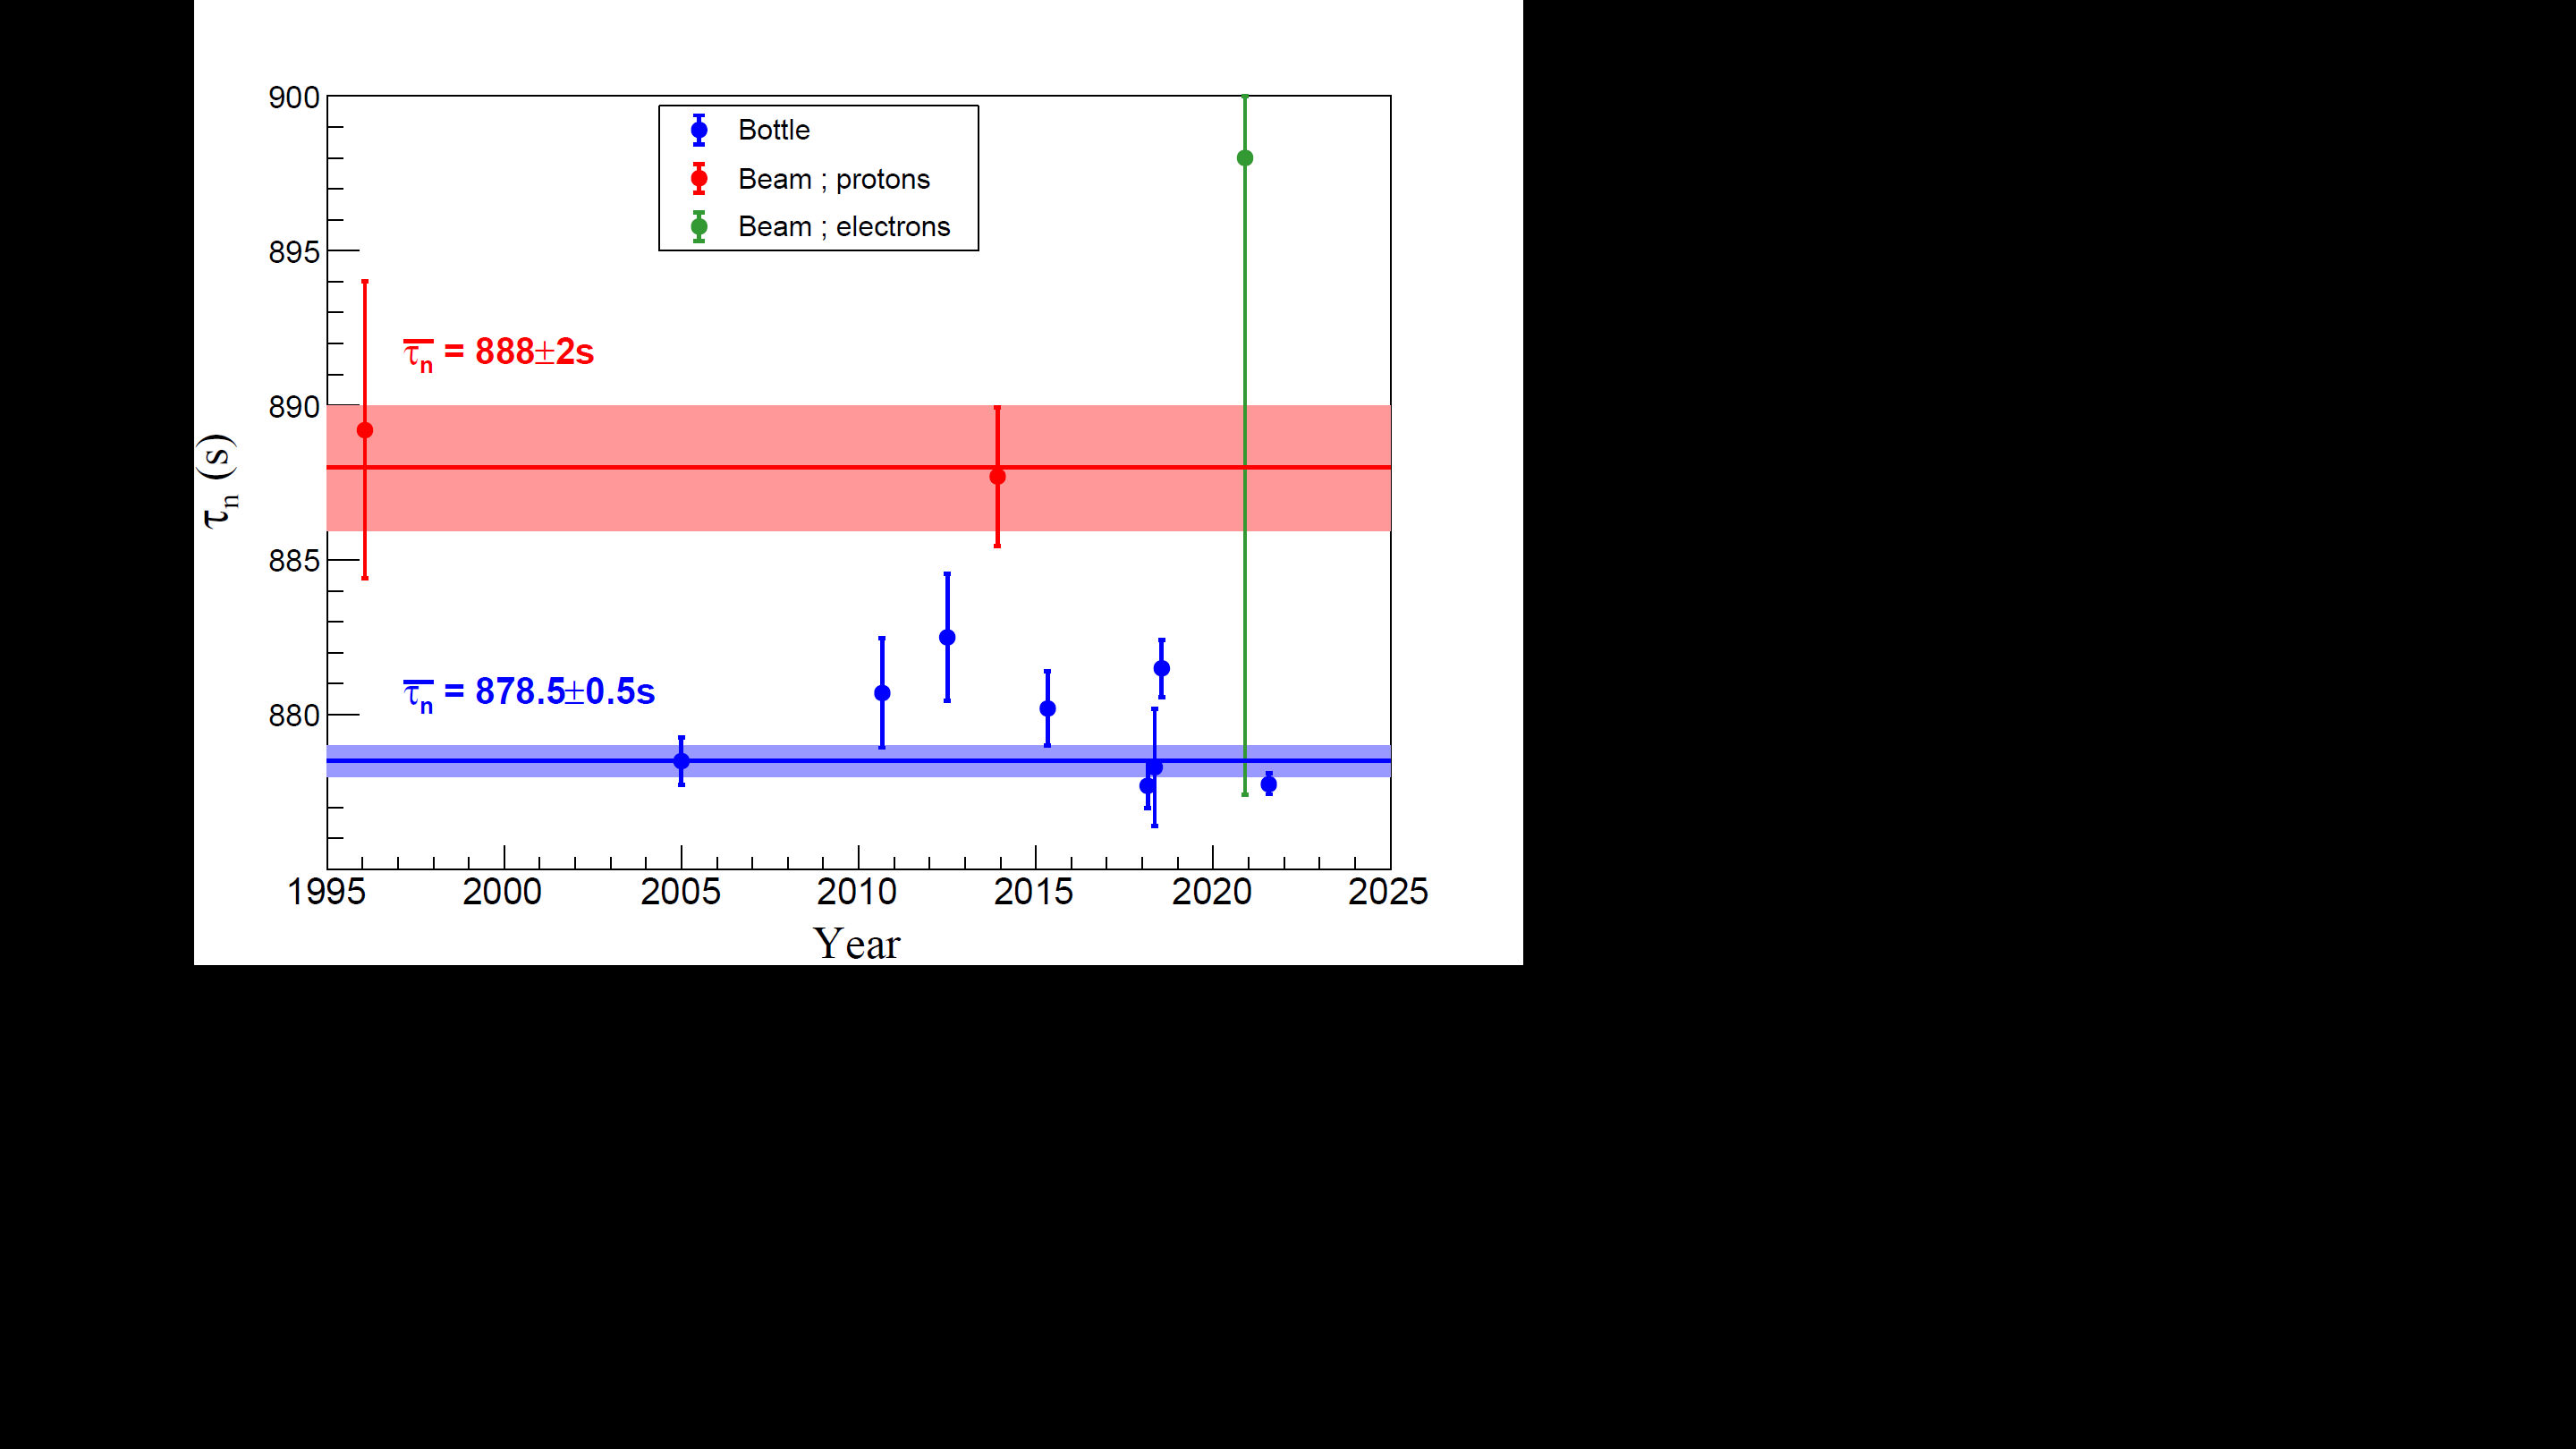 900
895
890
885
880
Bottle
Beam ; protons
Beam ; electrons
τn = 888±2s
τn = 878.5±0.5s
τn (s)
1995 2000 2005 2010 2015 2020 2025
Year